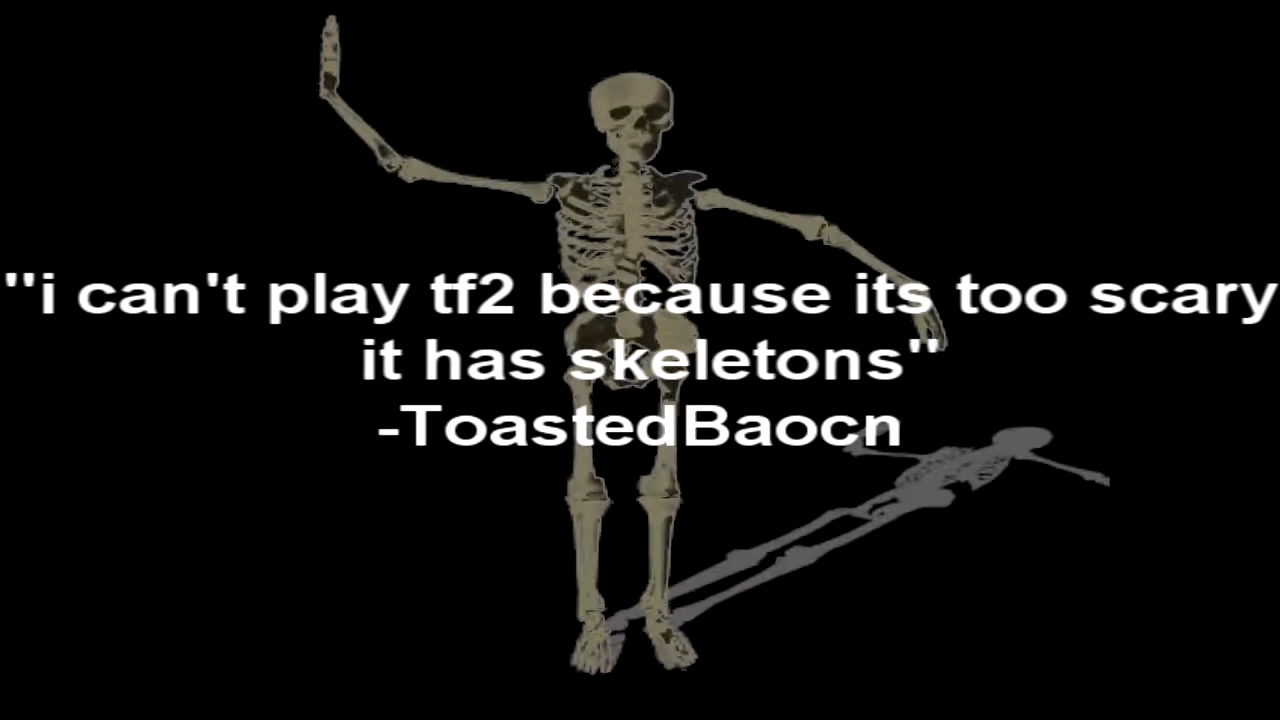 "i can't play tf2 because its too scary
it has skeletons"
-ToastedBaocn